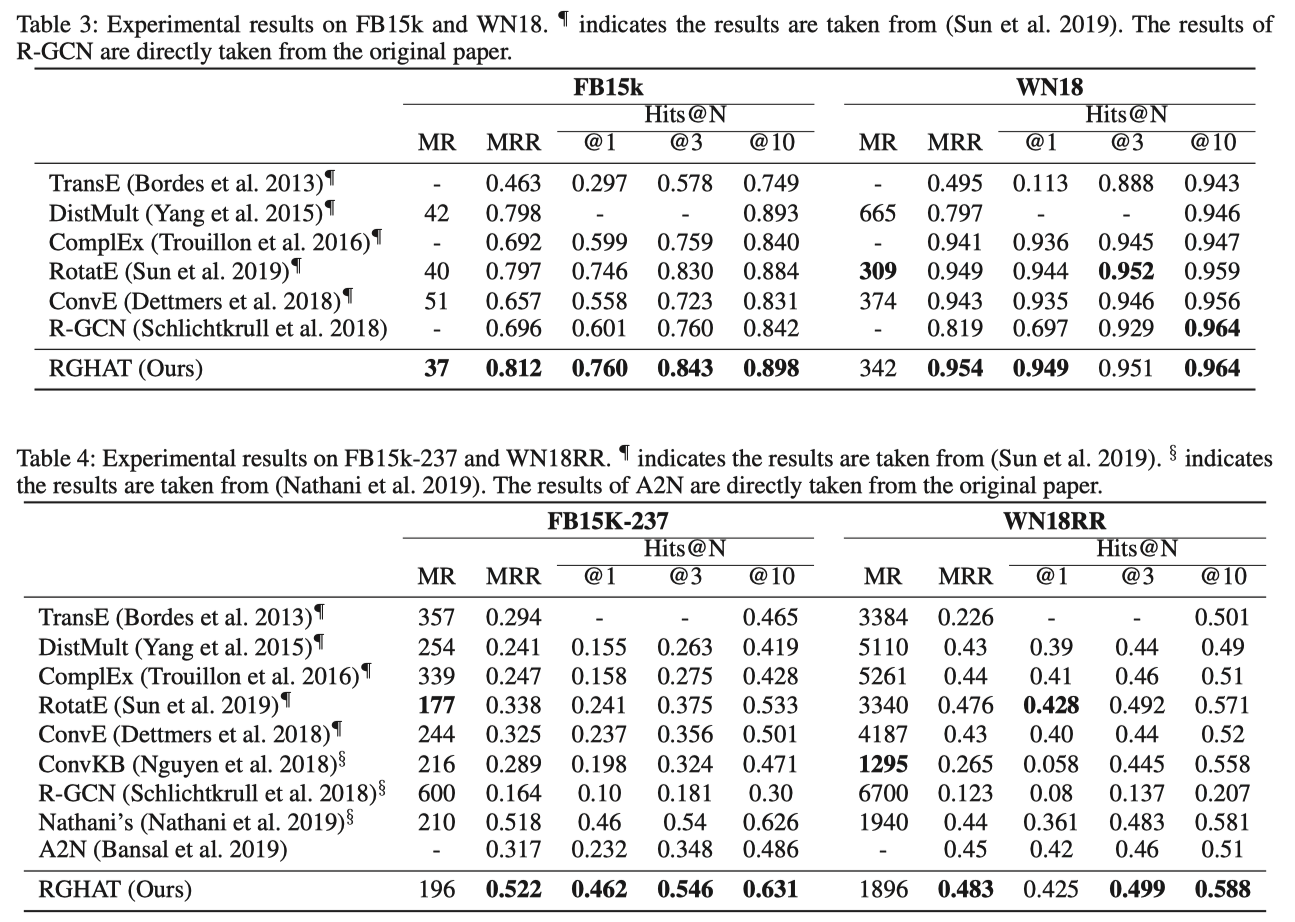 Table 3: Experimental results on FB15k and WN18. ¶ indicates the results are taken from (Sun et al. 2019). The results of
R-GCN are directly taken from the original paper.
FB15k WN18
Hits@N Hits@N
MR MRR @1 @3 @10 MR MRR @1 @3 @10
TransE (Bordes et al. 2013)¶ - 0.463 0.297 0.578 0.749 - 0.495 0.113 0.888 0.943
DistMult (Yang et al. 2015)¶ 42 0.798 - - 0.893 665 0.797 - - 0.946
ComplEx (Trouillon et al. 2016)¶ - 0.692 0.599 0.759 0.840 - 0.941 0.936 0.945 0.947
RotatE (Sun et al. 2019)¶ 40 0.797 0.746 0.830 0.884 309 0.949 0.944 0.952 0.959
ConvE (Dettmers et al. 2018)¶ 51 0.657 0.558 0.723 0.831 374 0.943 0.935 0.946 0.956
R-GCN (Schlichtkrull et al. 2018) - 0.696 0.601 0.760 0.842 - 0.819 0.697 0.929 0.964
RGHAT (Ours) 37 0.812 0.760 0.843 0.898 342 0.954 0.949 0.951 0.964
Table 4: Experimental results on FB15k-237 and WN18RR. ¶ indicates the results are taken from (Sun et al. 2019). § indicates
the results are taken from (Nathani et al. 2019). The results of A2N are directly taken from the original paper.
FB15K-237 WN18RR
Hits@N Hits@N
MR MRR @1 @3 @10 MR MRR @1 @3 @10
TransE (Bordes et al. 2013)¶ 357 0.294 - - 0.465 3384 0.226 - - 0.501
DistMult (Yang et al. 2015)¶ 254 0.241 0.155 0.263 0.419 5110 0.43 0.39 0.44 0.49
ComplEx (Trouillon et al. 2016)¶ 339 0.247 0.158 0.275 0.428 5261 0.44 0.41 0.46 0.51
RotatE (Sun et al. 2019)¶ 177 0.338 0.241 0.375 0.533 3340 0.476 0.428 0.492 0.571
ConvE (Dettmers et al. 2018)¶ 244 0.325 0.237 0.356 0.501 4187 0.43 0.40 0.44 0.52
ConvKB (Nguyen et al. 2018)§ 216 0.289 0.198 0.324 0.471 1295 0.265 0.058 0.445 0.558
R-GCN (Schlichtkrull et al. 2018)§ 600 0.164 0.10 0.181 0.30 6700 0.123 0.08 0.137 0.207
Nathani's (Nathani et al. 2019)§ 210 0.518 0.46 0.54 0.626 1940 0.44 0.361 0.483 0.581
A2N (Bansal et al. 2019) - 0.317 0.232 0.348 0.486 - 0.45 0.42 0.46 0.51
RGHAT (Ours) 196 0.522 0.462 0.546 0.631 1896 0.483 0.425 0.499 0.588